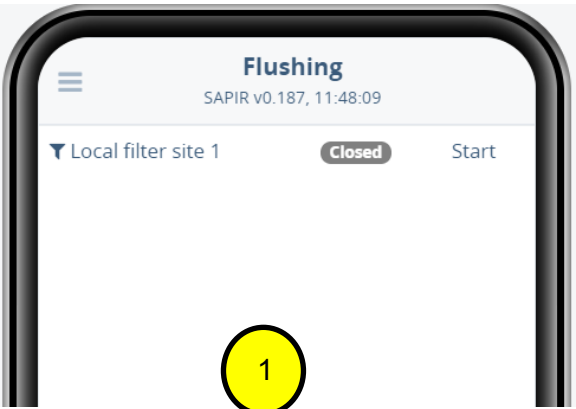 Flushing
SAPIR v0.187, 11:48:09
Local filter site 1 Closed Start
1